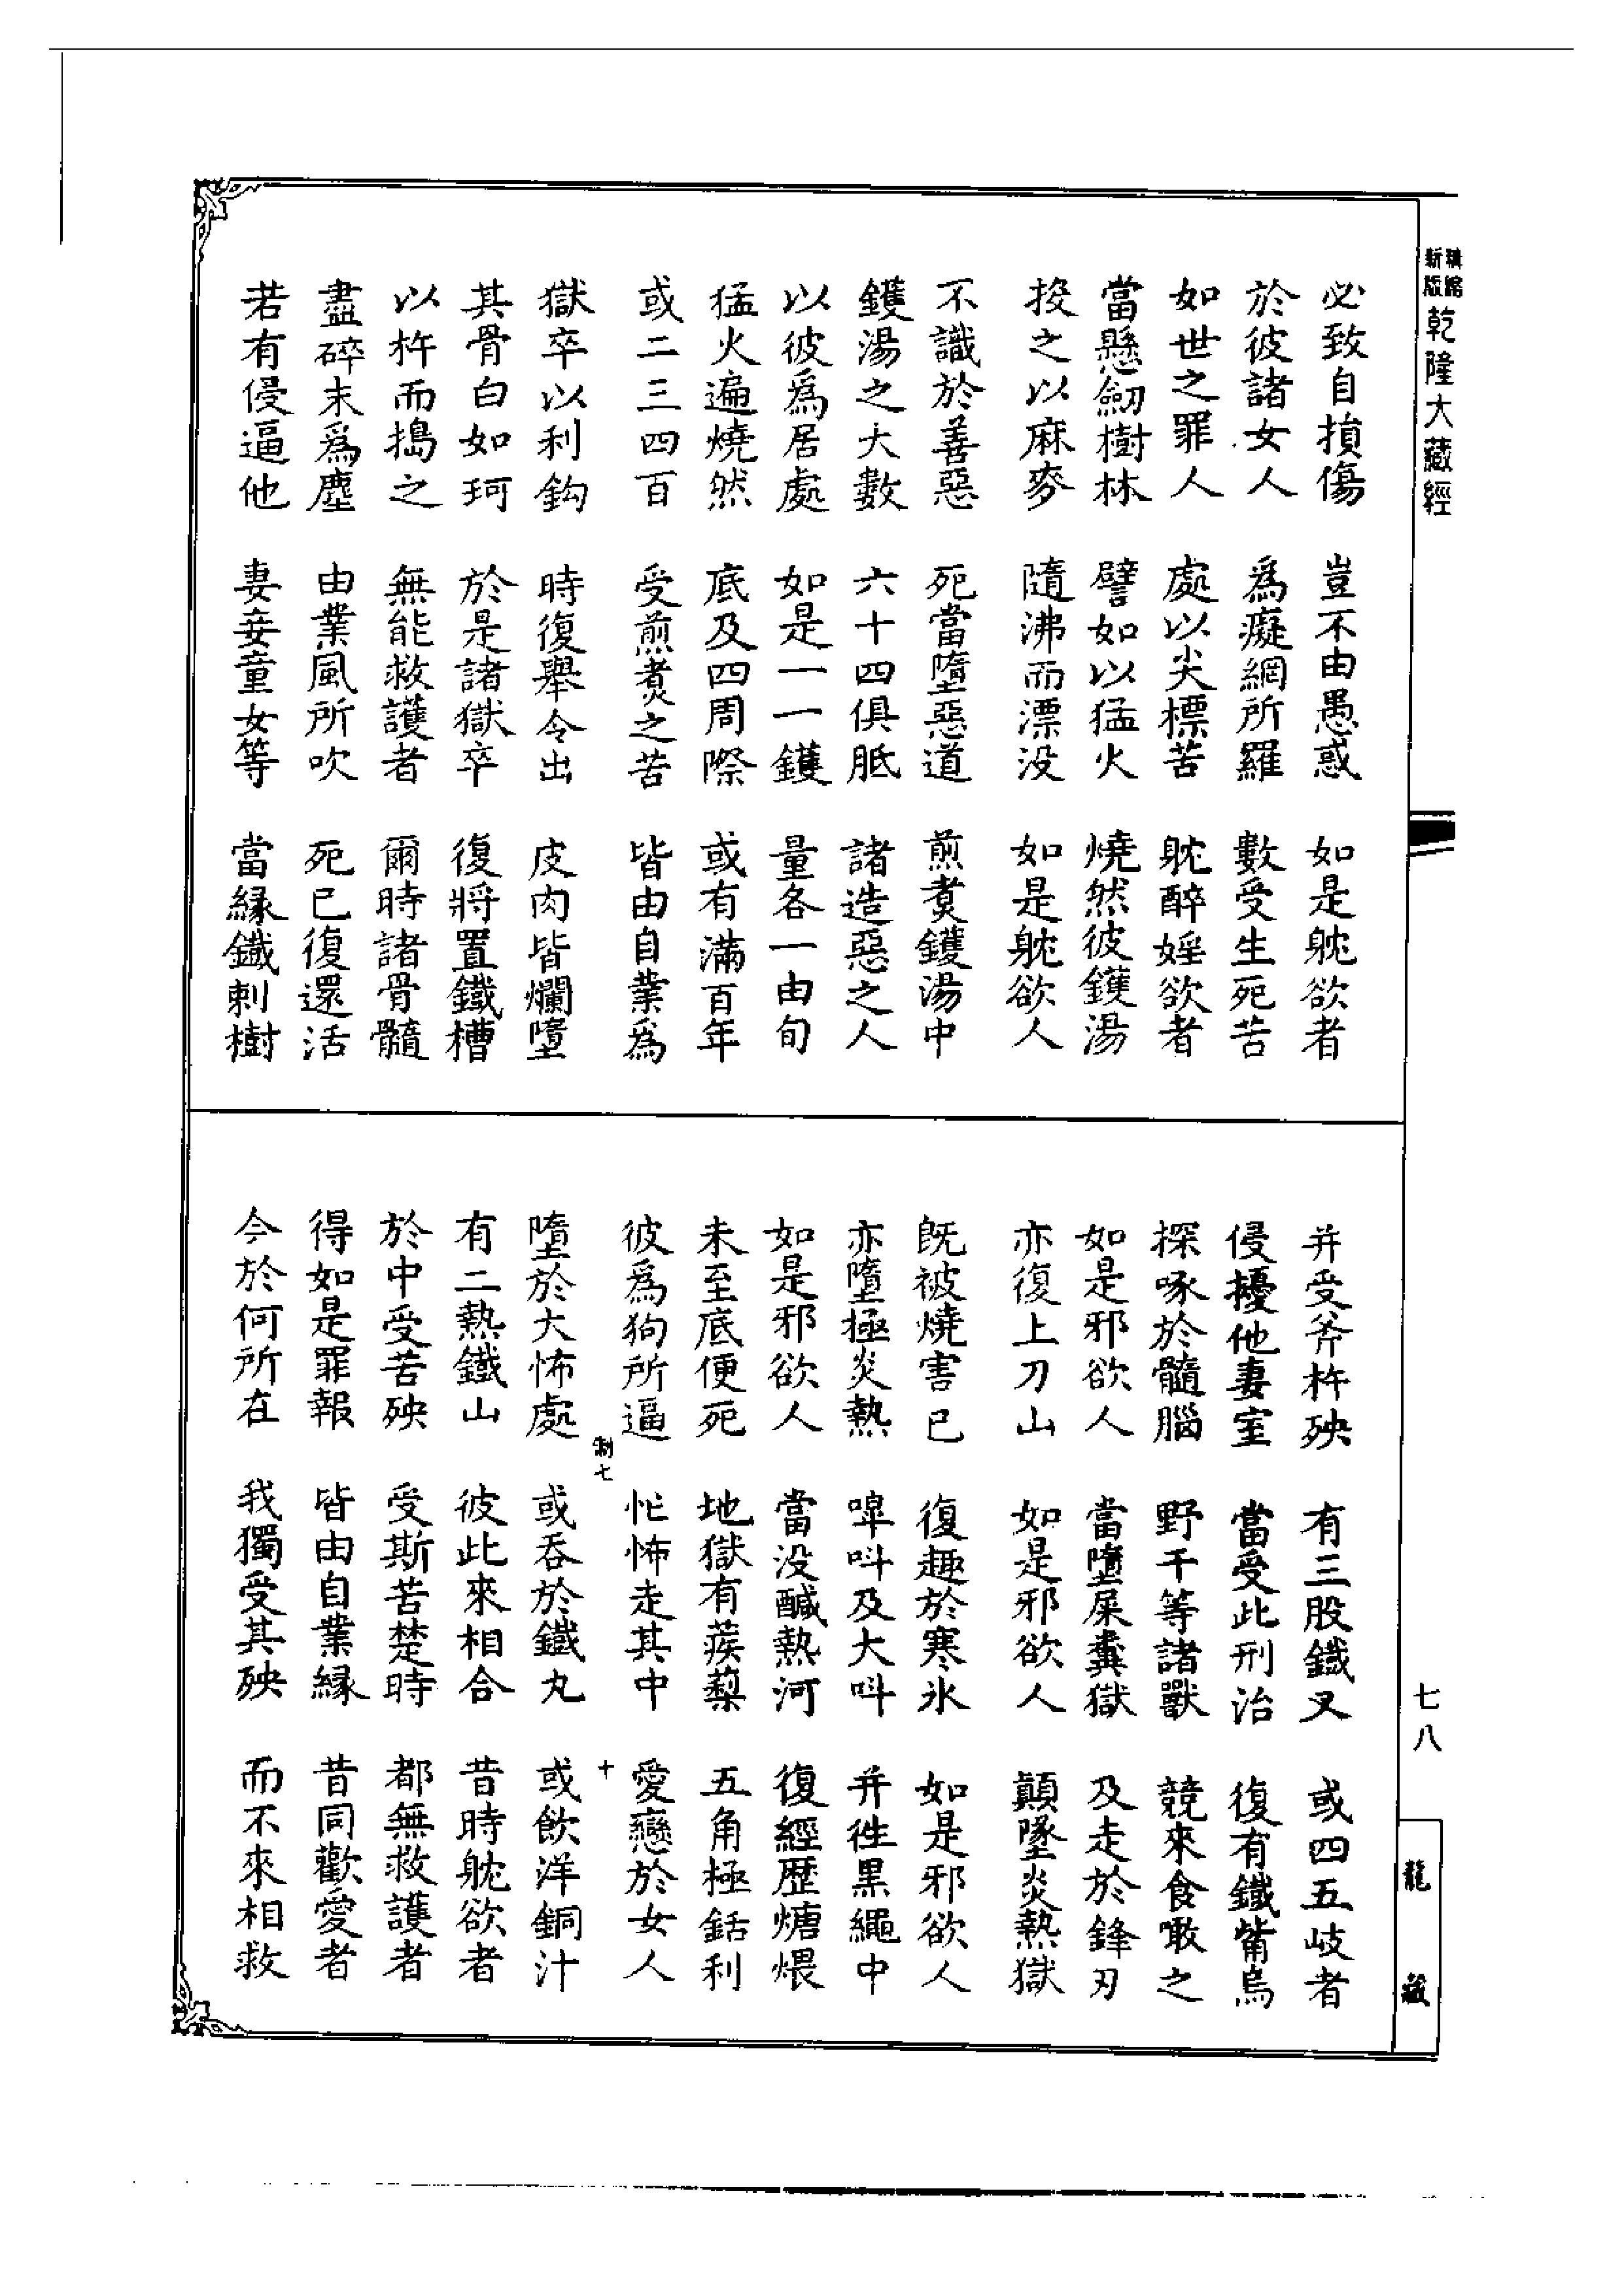 新版精縮乾隆大藏經
必致自損傷　豈不由愚惑　如是躭欲者
於彼諸女人　爲癡網所羅　數受生死苦
如世之罪人　處以尖標苦　躭醉婬欲者
當懸劒樹林　譬如以猛火　燒然彼鑊湯
投之以麻麥　隨沸而漂没　如是躭欲人
不識於善惡　死當墮惡道　煎煑鑊湯中
鑊湯之大數　六十四俱胝　諸造惡之人
以彼爲居處　如是一一鑊　量各一由旬
猛火遍燒然　底及四周際　或有滿百年
或二三四百　受煎煑之苦　皆由自業爲
獄卒以利鈎　時復舉令出　皮肉皆爛墮
其骨白如珂　於是諸獄卒　復將置鐵槽
以杵而搗之　無能救護者　爾時諸骨髓
盡碎末爲塵　由業風所吹　死已復還活
若有侵逼他　妻妾童女等　當縁鐵刺樹
并受斧杵殃　有三股鐵叉　或四五岐者
侵擾他妻室　當受此刑治　復有鐵觜烏
探啄於髓腦　野干等諸獸　競來食噉之
如是邪欲人　當墮屎糞獄　及走於鋒刃
亦復上刀山　如是邪欲人　顛墜炎熱獄
既被燒害已　復趣於寒氷　如是邪欲人
亦墮極炎熱　嘷叫及大叫　并徃黑繩中
如是邪欲人　當没醎熱河　復經歷煻煨
未至底便死　地獄有蒺䔧　五角極銛利
彼爲狗所逼　忙怖走其中　愛戀於女人
制七　十
墮於大怖處　或吞於鐵丸　或飲洋銅汁
有二熱鐵山　彼此來相合　昔時躭欲者
於中受苦殃　受斯苦楚時　都無救護者
得如是罪報　皆由自業縁　昔同歡愛者
今於何所在　我獨受其殃　而不來相救
七八
龍藏